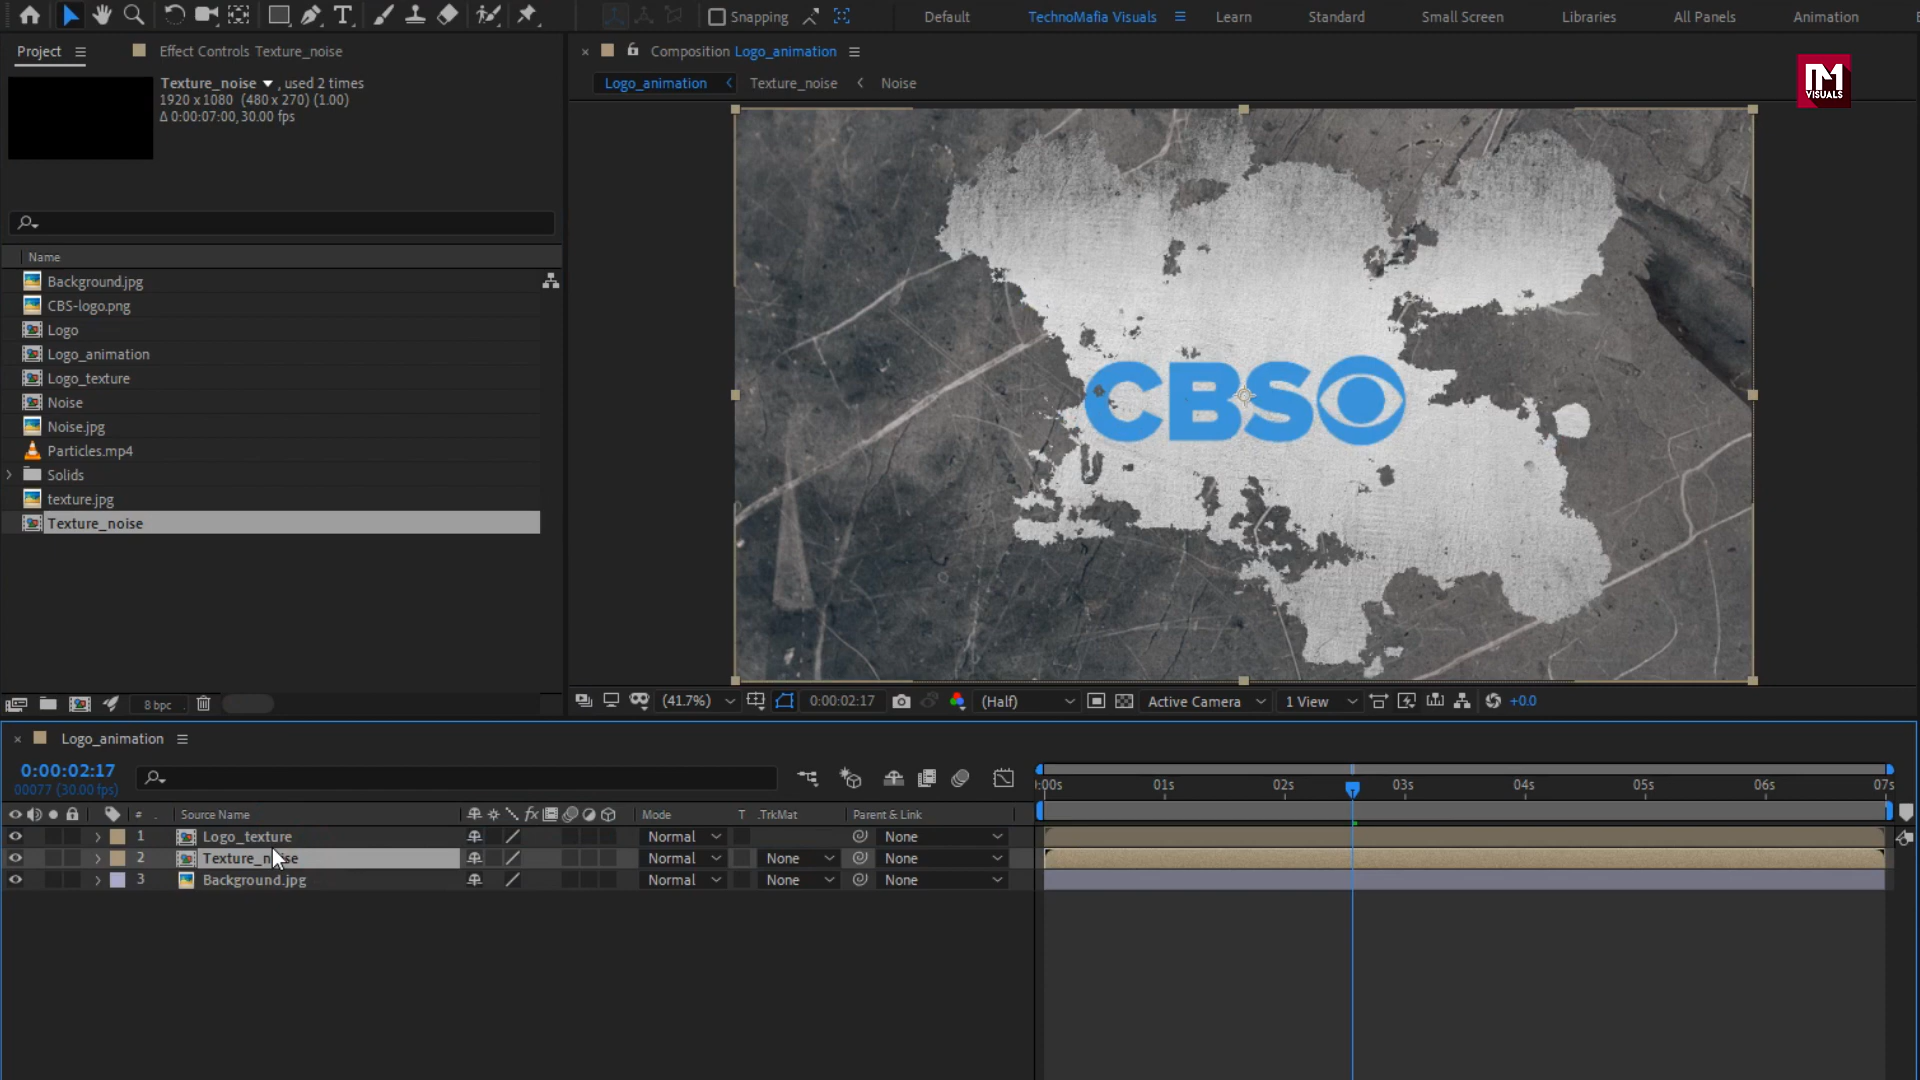 Snapping
Default
TechnoMafia Visuals
Learn
Standard
Small Screen
Libraries
All Panels
Animation
Project
Effect Controls Texture_noise
Composition Logo_animation
Texture_noise , used 2 times
1920 x 1080 (480 x 270) (1.00)
Δ 0:00:07:00, 30.00 fps
Logo_animation
Texture_noise
Noise
VISUALS
Name
Background.jpg
CBS-logo.png
Logo
Logo_animation
Logo_texture
Noise
Noise.jpg
Particles.mp4
Solids
texture.jpg
Texture_noise
CBS
8 bpc
(41.7%)
0:00:02:17
(Half)
Active Camera
1 View
+0.0
Logo_animation
0:00:02:17
00077 (30.00 fps)
:00s
01s
02s
03s
04s
05s
06s
07s
#
Source Name
fx
Mode
T
.TrkMat
Parent & Link
1 Logo_texture Normal None
2 Texture_noise Normal None None
3 Background.jpg Normal None None